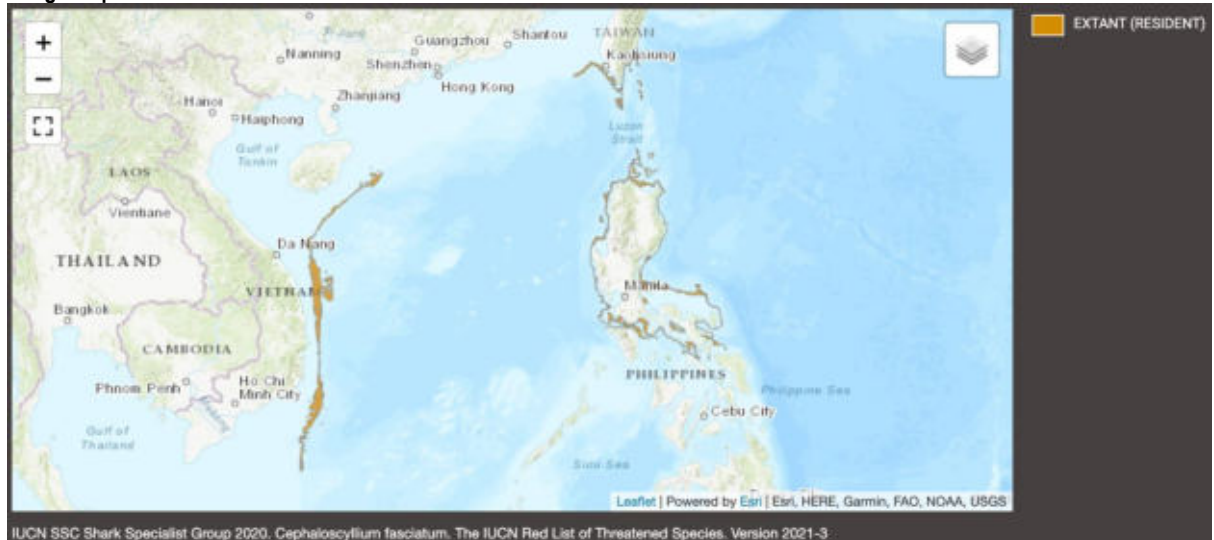 EXTANT (RESIDENT)
+
−
Nanning
Guangzhou
Shantou
TAIWAN
Shenzhen
Kaohsiung
Hong Kong
Zhanjiang
Hanoi
Haiphong
Gulf of
Tonkin
Luzon
Strait
LAOS
Vientiane
Da Nang
THAILAND
VIETNAM
Manila
Bangkok
CAMBODIA
PHILIPPINES
Phnom Penh
Ho Chi
Minh City
Philippine Sea
Cebu City
Gulf of
Thailand
Sulu Sea
Leaflet | Powered by Esri | Esri, HERE, Garmin, FAO, NOAA, USGS
IUCN SSC Shark Specialist Group 2020. Cephaloscyllium fasciatum. The IUCN Red List of Threatened Species. Version 2021-3